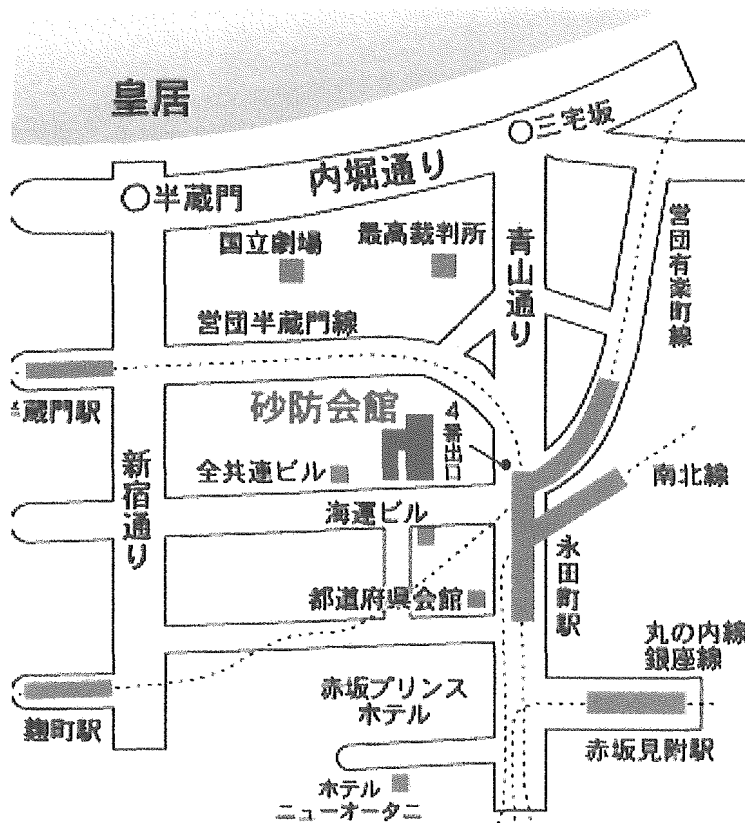 皇居
三宅坂
内堀通り
半蔵門
国立劇場
最高裁判所
青山通り
営団有楽町線
営団半蔵門線
蔵門駅
砂防会館
4番出口
新宿通り
全共連ビル
南北線
海運ビル
永田町駅
都道府県会館
丸の内線
銀座線
赤坂プリンス
ホテル
麹町駅
赤坂見附駅
ホテル
ニューオータニ